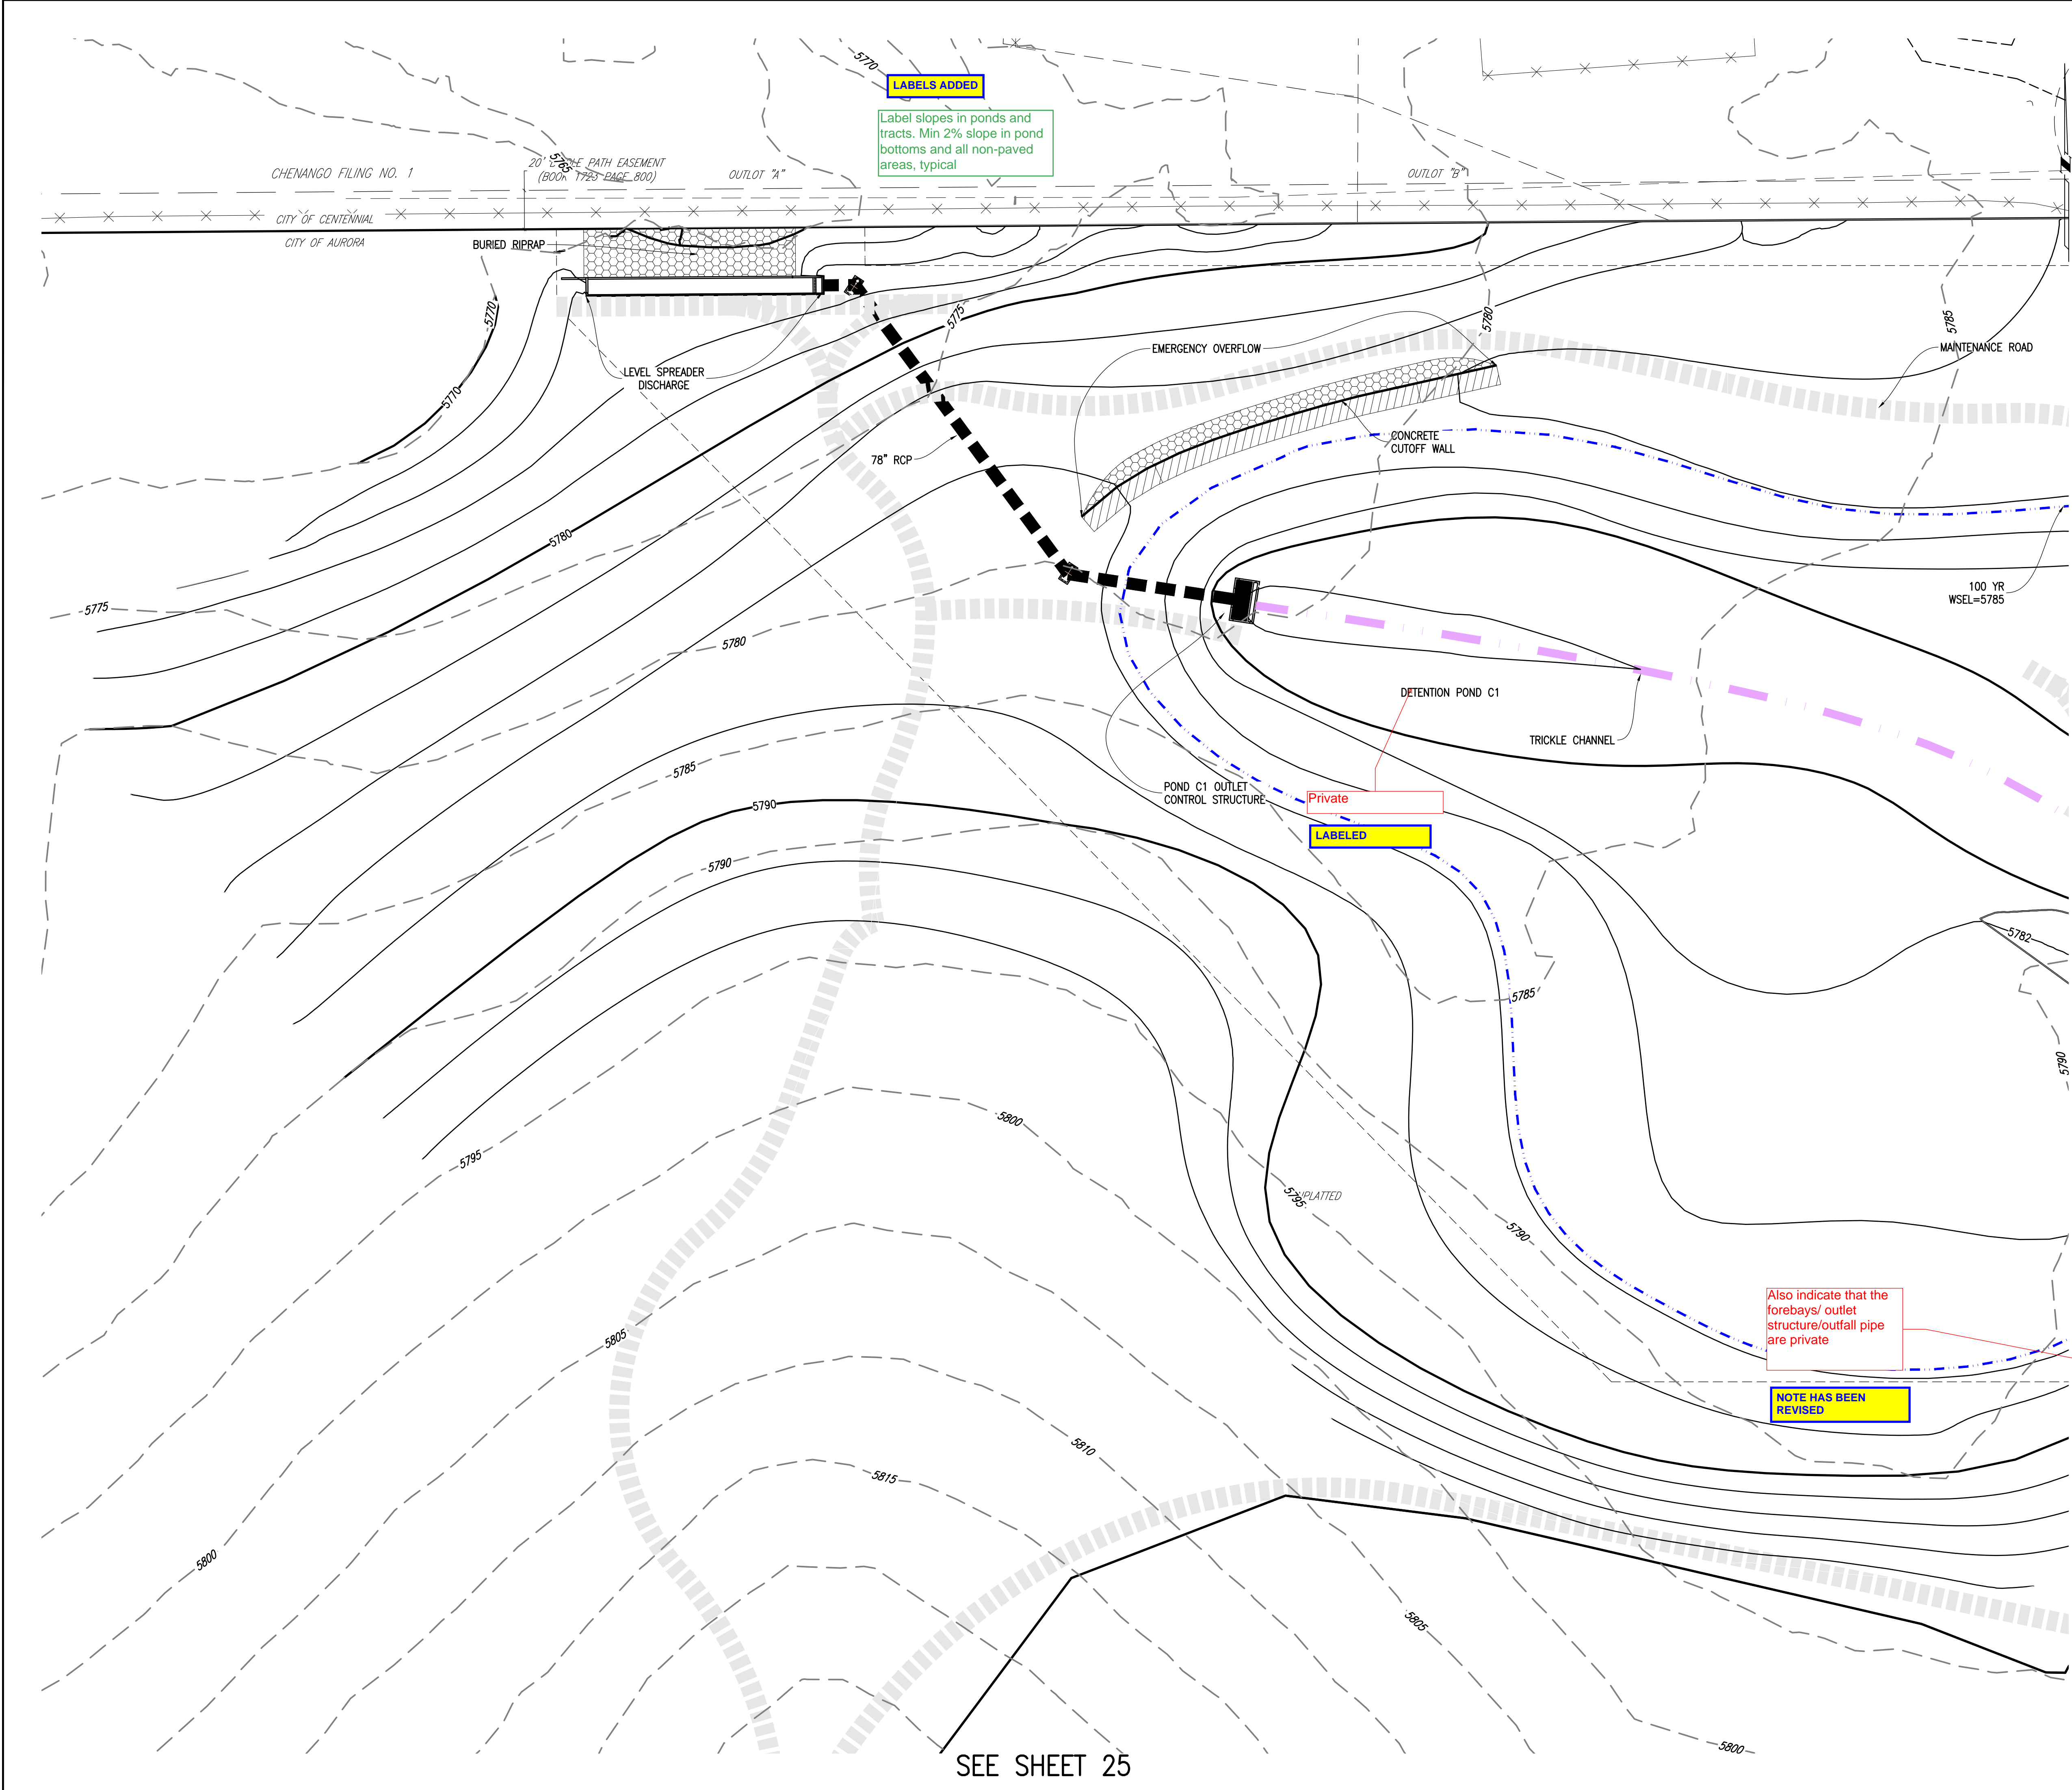 5770
LABELS ADDED
Label slopes in ponds and
tracts. Min 2% slope in pond
bottoms and all non-paved
areas, typical
5765
CHENANGO FILING NO. 1
PATH EASEMENT
(BOOK 1723 PAGE 800)
OUTLOT "A"
OUTLOT "B"
CITY OF CENTENNIAL
CITY OF AURORA
BURIED RIPRAP
5770
5775
5780
5785
EMERGENCY OVERFLOW
MAINTENANCE ROAD
LEVEL SPREADER
DISCHARGE
5770
CONCRETE
CUTOFF WALL
78" RCP
5780
100 YR
WSEL=5785
5775
5780
DETENTION POND C1
TRICKLE CHANNEL
5785
POND C1 OUTLET
CONTROL STRUCTURE
Private
5790
LABELED
5790
5782
5785
5790
5800
5795
5795
5790
Also indicate that the
forebays/ outlet
structure/outfall pipe
are private
5805
NOTE HAS BEEN
REVISED
5810
5815
5800
5805
5800
SEE SHEET 25